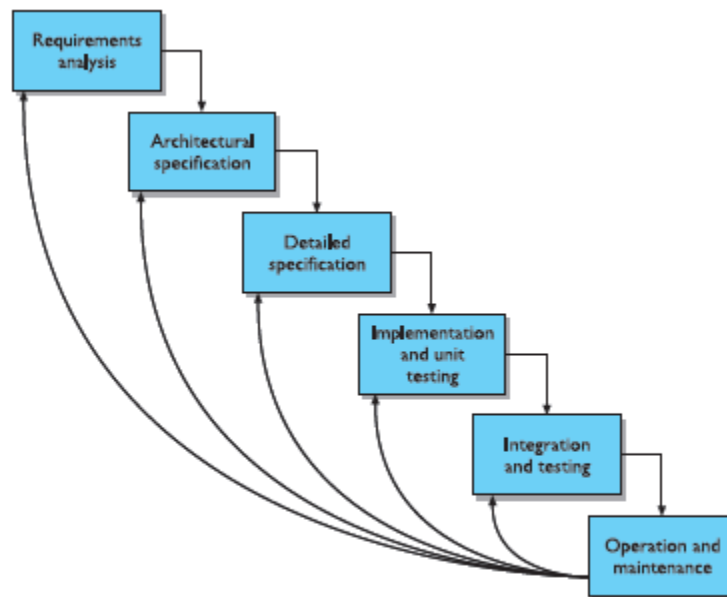 Requirements
analysis
Architectural
specification
Detailed
specification
Implementation
and unit
testing
Integration
and testing
Operation and
maintenance